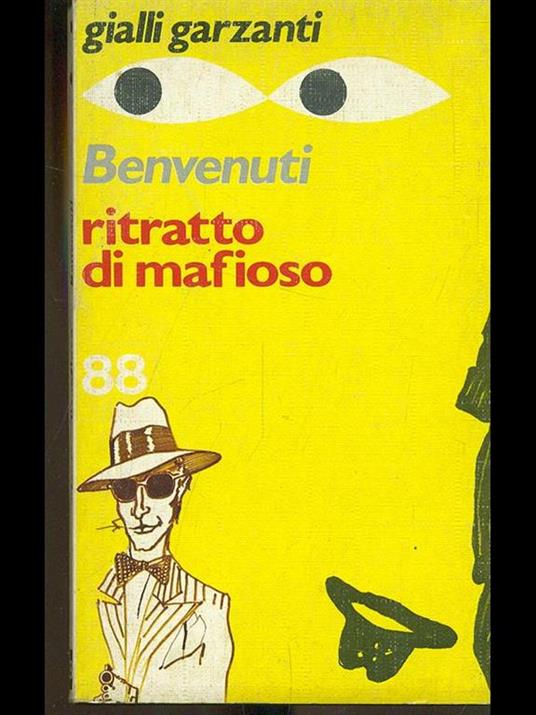 gialli garzanti
Benvenuti
ritratto
di mafioso
88